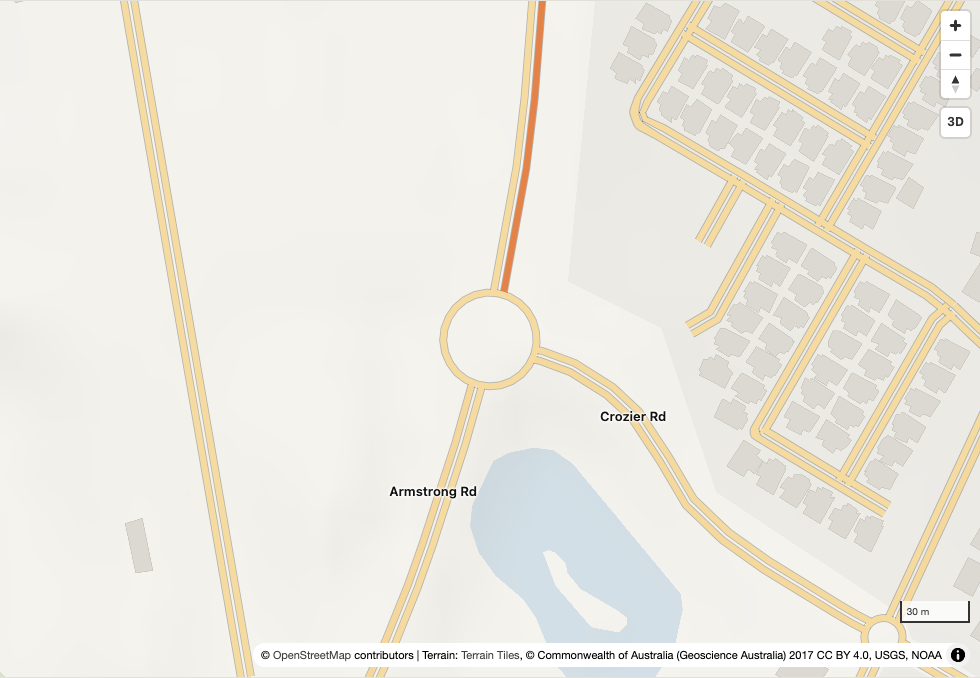 3D
Crozier Rd
Armstrong Rd
30 m
© OpenStreetMap contributors | Terrain: Terrain Tiles, © Commonwealth of Australia (Geoscience Australia) 2017 CC BY 4.0, USGS, NOAA